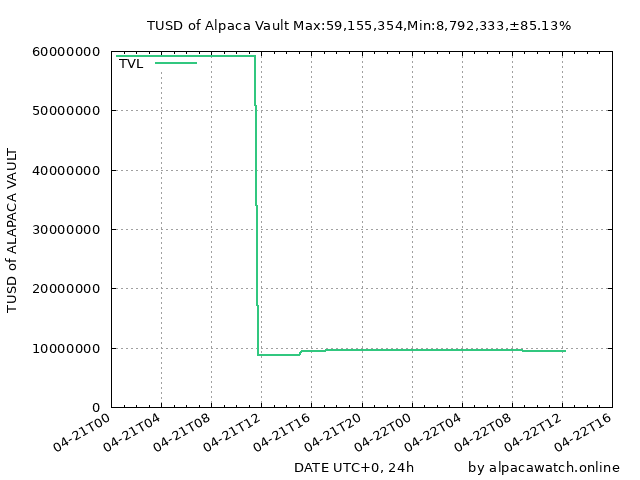 TUSD of Alpaca Vault Max:59,155,354,Min:8,792,333,±85.13%
60000000
TVL
50000000
40000000
30000000
20000000
10000000
0
TUSD of ALAPACA VAULT
04-21T00
04-21T04
04-21T08
04-21T12
04-21T16
04-21T20
04-22T00
04-22T04
04-22T08
04-22T12
04-22T16
DATE UTC+0, 24h
by alpacawatch.online